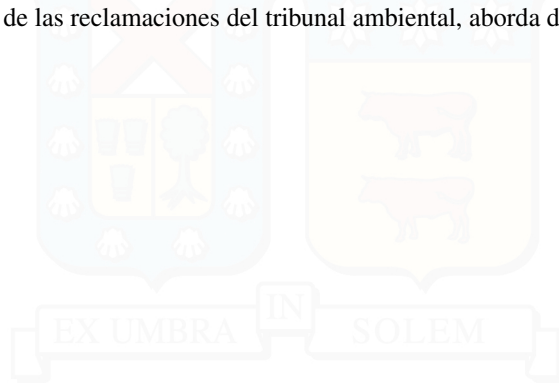 de las reclamaciones del tribunal ambiental, aborda d
EX UMBRA IN SOLEM